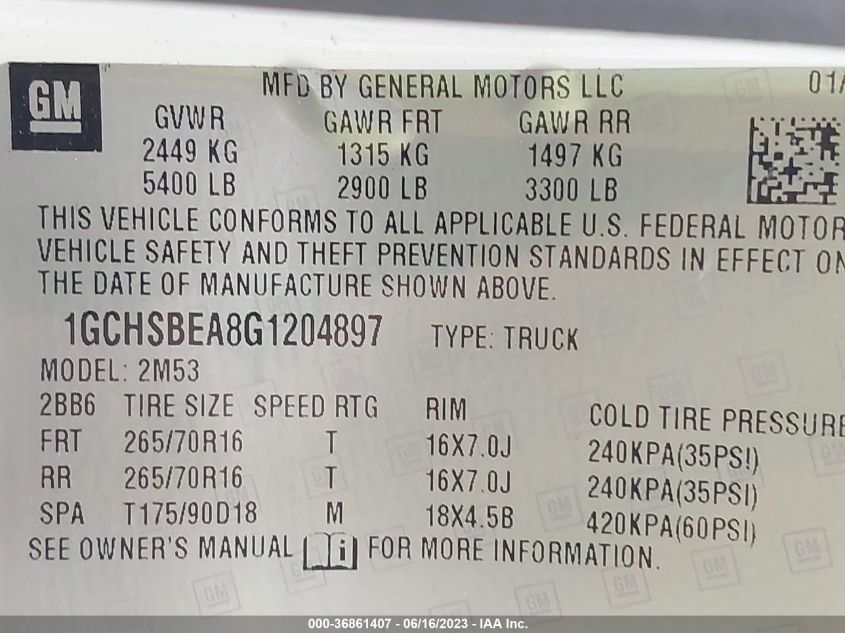 GM MFD BY GENERAL MOTORS LLC 01/
GVWR GAWR FRT GAWR RR
2449 KG 1315 KG 1497 KG
5400 LB 2900 LB 3300 LB
THIS VEHICLE CONFORMS TO ALL APPLICABLE U.S. FEDERAL MOTOR
VEHICLE SAFETY AND THEFT PREVENTION STANDARDS IN EFFECT ON
THE DATE OF MANUFACTURE SHOWN ABOVE.
1GCHSBEA8G1204897 TYPE: TRUCK
MODEL: 2M53
2BB6 TIRE SIZE SPEED RTG RIM COLD TIRE PRESSURE
FRT 265/70R16 T 16X7.0J 240KPA(35PSI)
RR 265/70R16 T 16X7.0J 240KPA(35PSI)
SPA T175/90D18 M 18X4.5B 420KPA(60PSI)
SEE OWNER'S MANUAL i FOR MORE INFORMATION.
000-36861407 - 06/16/2023 - IAA Inc.